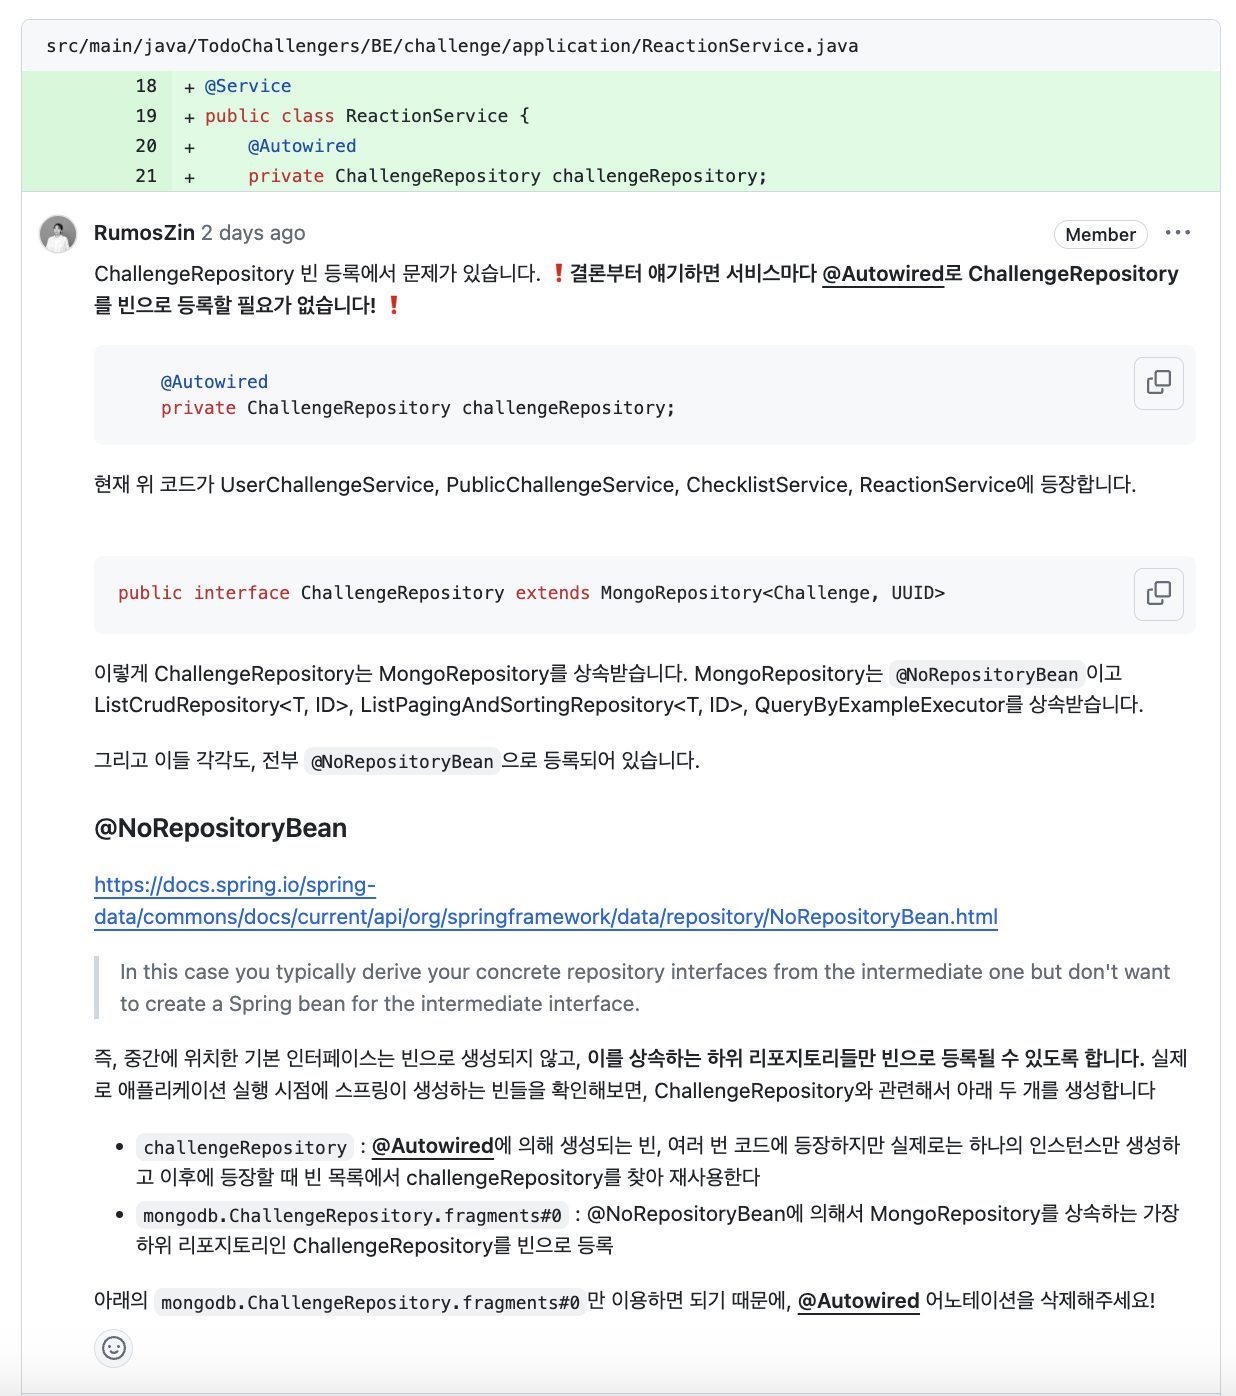 src/main/java/TodoChallengers/BE/challenge/application/ReactionService.java
18 + @Service
19 + public class ReactionService {
20 + @Autowired
21 + private ChallengeRepository challengeRepository;
RumosZin 2 days ago Member ...
ChallengeRepository 빈 등록에서 문제가 있습니다. ❗결론부터 얘기하면 서비스마다 @Autowired로 ChallengeRepository
를 빈으로 등록할 필요가 없습니다! ❗
@Autowired
private ChallengeRepository challengeRepository;
현재 위 코드가 UserChallengeService, PublicChallengeService, ChecklistService, ReactionService에 등장합니다.
public interface ChallengeRepository extends MongoRepository<Challenge, UUID>
이렇게 ChallengeRepository는 MongoRepository를 상속받습니다. MongoRepository는 @NoRepositoryBean이고
ListCrudRepository<T, ID>, ListPagingAndSortingRepository<T, ID>, QueryByExampleExecutor를 상속받습니다.
그리고 이들 각각도, 전부 @NoRepositoryBean으로 등록되어 있습니다.
@NoRepositoryBean
https://docs.spring.io/spring-
data/commons/docs/current/api/org/springframework/data/repository/NoRepositoryBean.html
In this case you typically derive your concrete repository interfaces from the intermediate one but don't want
to create a Spring bean for the intermediate interface.
즉, 중간에 위치한 기본 인터페이스는 빈으로 생성되지 않고, 이를 상속하는 하위 리포지토리들만 빈으로 등록될 수 있도록 합니다. 실제
로 애플리케이션 실행 시점에 스프링이 생성하는 빈들을 확인해보면, ChallengeRepository와 관련해서 아래 두 개를 생성합니다
• challengeRepository : @Autowired에 의해 생성되는 빈, 여러 번 코드에 등장하지만 실제로는 하나의 인스턴스만 생성하
고 이후에 등장할 때 빈 목록에서 challengeRepository를 찾아 재사용한다
• mongodb.ChallengeRepository.fragments#0 : @NoRepositoryBean에 의해서 MongoRepository를 상속하는 가장
하위 리포지토리인 ChallengeRepository를 빈으로 등록
아래의 mongodb.ChallengeRepository.fragments#0만 이용하면 되기 때문에, @Autowired 어노테이션을 삭제해주세요!